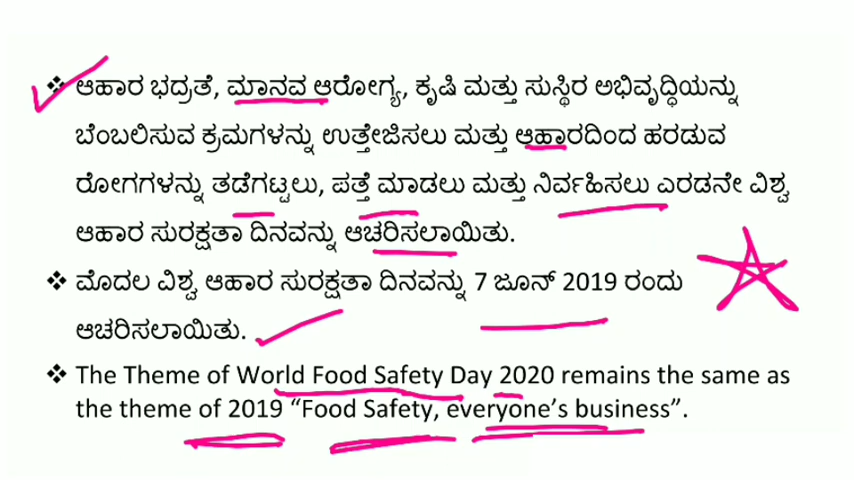 ❖ ಆಹಾರ ಭದ್ರತೆ, ಮಾನವ ಆರೋಗ್ಯ, ಕೃಷಿ ಮತ್ತು ಸುಸ್ಥಿರ ಅಭಿವೃದ್ಧಿಯನ್ನು
ಬೆಂಬಲಿಸುವ ಕ್ರಮಗಳನ್ನು ಉತ್ತೇಜಿಸಲು ಮತ್ತು ಆಹಾರದಿಂದ ಹರಡುವ
ರೋಗಗಳನ್ನು ತಡೆಗಟ್ಟಲು, ಪತ್ತೆ ಮಾಡಲು ಮತ್ತು ನಿರ್ವಹಿಸಲು ಎರಡನೇ ವಿಶ್ವ
ಆಹಾರ ಸುರಕ್ಷತಾ ದಿನವನ್ನು ಆಚರಿಸಲಾಯಿತು.
❖ ಮೊದಲ ವಿಶ್ವ ಆಹಾರ ಸುರಕ್ಷತಾ ದಿನವನ್ನು 7 ಜೂನ್ 2019 ರಂದು
ಆಚರಿಸಲಾಯಿತು.
❖ The Theme of World Food Safety Day 2020 remains the same as
the theme of 2019 “Food Safety, everyone’s business”.